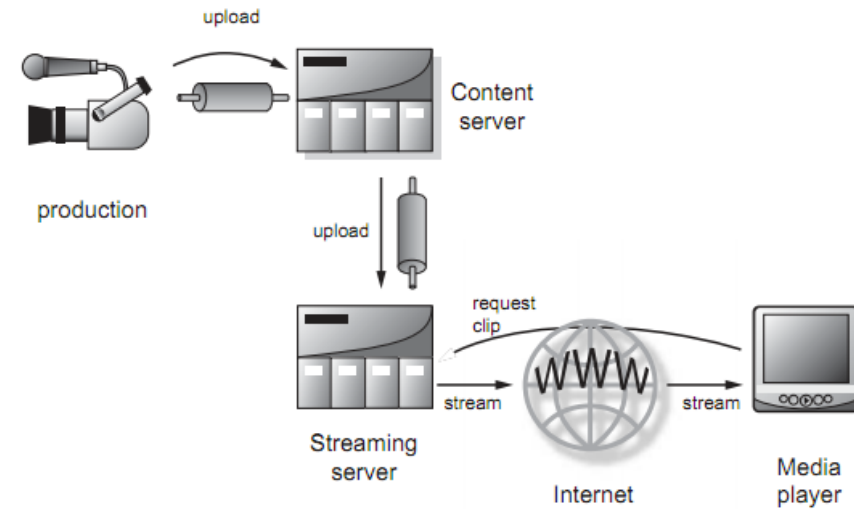 upload
Content
server
production
upload
request
clip
WWW
stream
stream
Streaming
server
Internet
Media
player